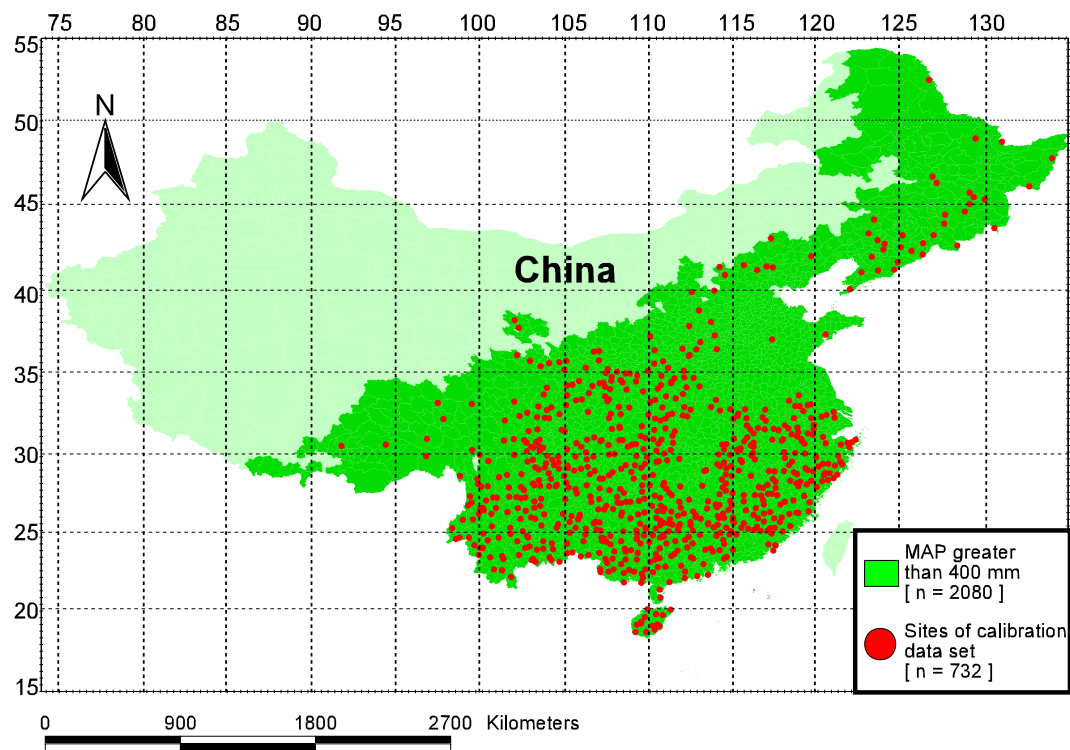 75 80 85 90 95 100 105 110 115 120 125 130
55
50
45
40
35
30
25
20
15
N
China
MAP greater
than 400 mm
[ n = 2080 ]
Sites of calibration
data set
[ n = 732 ]
0 900 1800 2700 Kilometers